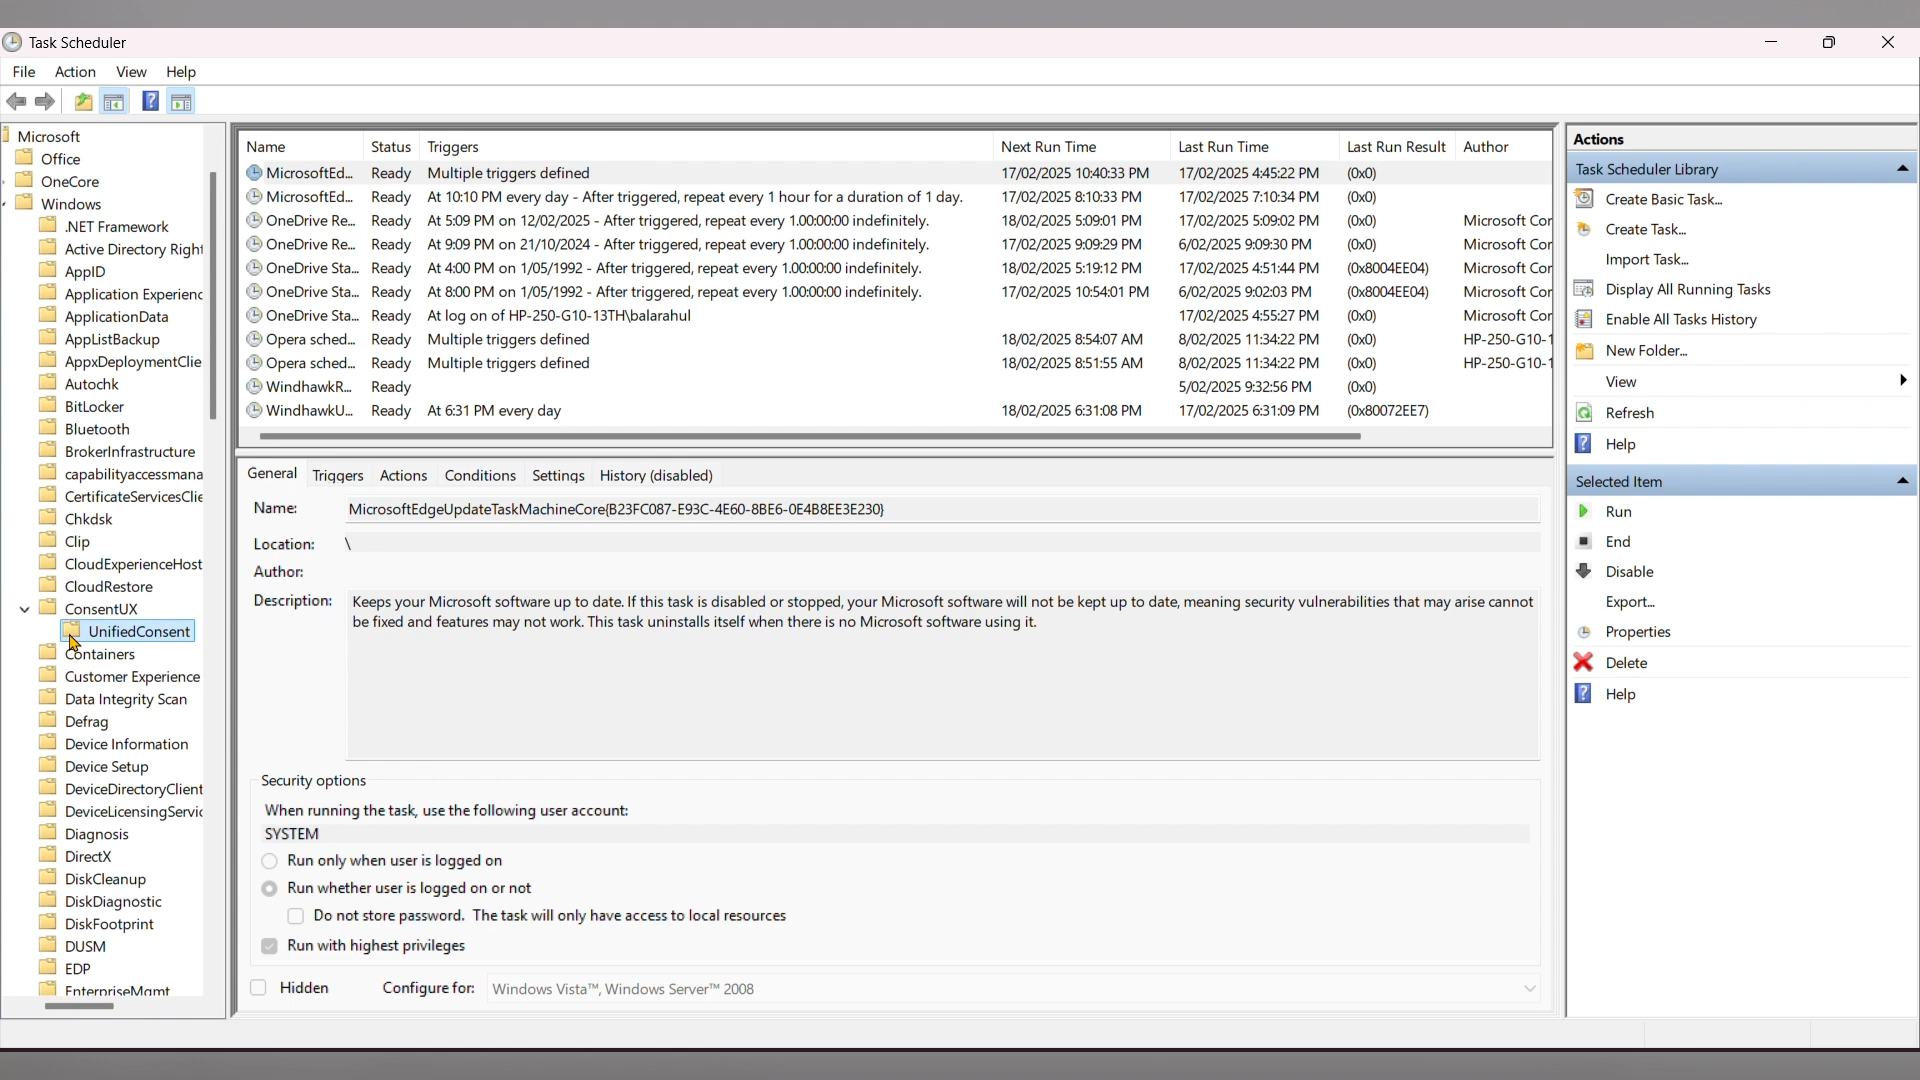 Task Scheduler
File Action View Help
Microsoft
Office
OneCore
Windows
.NET Framework
Active Directory Right
AppID
Application Experienc
ApplicationData
AppListBackup
AppxDeploymentClie
Autochk
BitLocker
Bluetooth
BrokerInfrastructure
capabilityaccessmana
CertificateServicesClie
Chkdsk
Clip
CloudExperienceHost
CloudRestore
ConsentUX
UnifiedConsent
Containers
Customer Experience
Data Integrity Scan
Defrag
Device Information
Device Setup
DeviceDirectoryClient
DeviceLicensingServic
Diagnosis
DirectX
DiskCleanup
DiskDiagnostic
DiskFootprint
DUSM
EDP
EnterpriseMgmt
Name Status Triggers Next Run Time Last Run Time Last Run Result Author
MicrosoftEd... Ready Multiple triggers defined 17/02/2025 10:40:33 PM 17/02/2025 4:45:22 PM (0x0)
MicrosoftEd... Ready At 10:10 PM every day - After triggered, repeat every 1 hour for a duration of 1 day. 17/02/2025 8:10:33 PM 17/02/2025 7:10:34 PM (0x0)
OneDrive Re... Ready At 5:09 PM on 12/02/2025 - After triggered, repeat every 1.00:00:00 indefinitely. 18/02/2025 5:09:01 PM 17/02/2025 5:09:02 PM (0x0) Microsoft Cor
OneDrive Re... Ready At 9:09 PM on 21/10/2024 - After triggered, repeat every 1.00:00:00 indefinitely. 17/02/2025 9:09:29 PM 6/02/2025 9:09:30 PM (0x0) Microsoft Cor
OneDrive Sta... Ready At 4:00 PM on 1/05/1992 - After triggered, repeat every 1.00:00:00 indefinitely. 18/02/2025 5:19:12 PM 17/02/2025 4:51:44 PM (0x8004EE04) Microsoft Cor
OneDrive Sta... Ready At 8:00 PM on 1/05/1992 - After triggered, repeat every 1.00:00:00 indefinitely. 17/02/2025 10:54:01 PM 6/02/2025 9:02:03 PM (0x8004EE04) Microsoft Cor
OneDrive Sta... Ready At log on of HP-250-G10-13TH\balarahul 17/02/2025 4:55:27 PM (0x0) Microsoft Cor
Opera sched... Ready Multiple triggers defined 18/02/2025 8:54:07 AM 8/02/2025 11:34:22 PM (0x0) HP-250-G10-1
Opera sched... Ready Multiple triggers defined 18/02/2025 8:51:55 AM 8/02/2025 11:34:22 PM (0x0) HP-250-G10-1
WindhawkR... Ready 5/02/2025 9:32:56 PM (0x0)
WindhawkU... Ready At 6:31 PM every day 18/02/2025 6:31:08 PM 17/02/2025 6:31:09 PM (0x80072EE7)
General Triggers Actions Conditions Settings History (disabled)
Name: MicrosoftEdgeUpdateTaskMachineCore{B23FC087-E93C-4E60-8BE6-0E4B8EE3E230}
Location: \
Author:
Description: Keeps your Microsoft software up to date. If this task is disabled or stopped, your Microsoft software will not be kept up to date, meaning security vulnerabilities that may arise cannot
be fixed and features may not work. This task uninstalls itself when there is no Microsoft software using it.
Security options
When running the task, use the following user account:
SYSTEM
Run only when user is logged on
Run whether user is logged on or not
Do not store password. The task will only have access to local resources
Run with highest privileges
Hidden Configure for: Windows Vista™, Windows Server™ 2008
Actions
Task Scheduler Library
Create Basic Task...
Create Task...
Import Task...
Display All Running Tasks
Enable All Tasks History
New Folder...
View
Refresh
Help
Selected Item
Run
End
Disable
Export...
Properties
Delete
Help